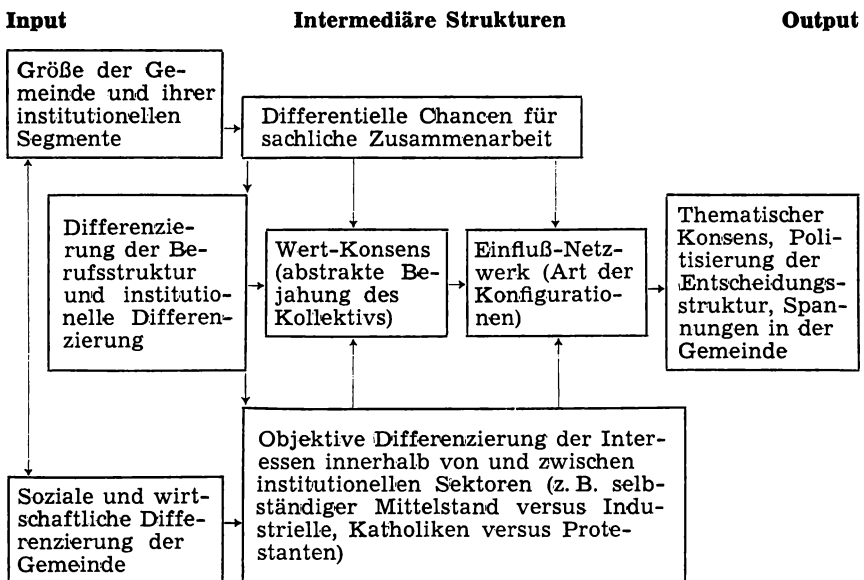 Input Intermediäre Strukturen Output
Größe der Ge-
meinde und ihrer
institutionellen
Segmente
Differentielle Chancen für
sachliche Zusammenarbeit
Differenzie-
rung der Be-
rufsstruktur
und institutio-
nelle Differen-
zierung
Wert-Konsens
(abstrakte Be-
jahung des
Kollektivs)
Einfluß-Netz-
werk (Art der
Konfiguratio-
nen)
Thematischer
Konsens, Poli-
tisierung der
Entscheidungs-
struktur, Span-
nungen in der
Gemeinde
Soziale und wirt-
schaftliche Diffe-
renzierung der
Gemeinde
Objektive Differenzierung der Inter-
essen innerhalb von und zwischen
institutionellen Sektoren (z. B. selb-
ständiger Mittelstand versus Indu-
strielle, Katholiken versus Prote-
stanten)